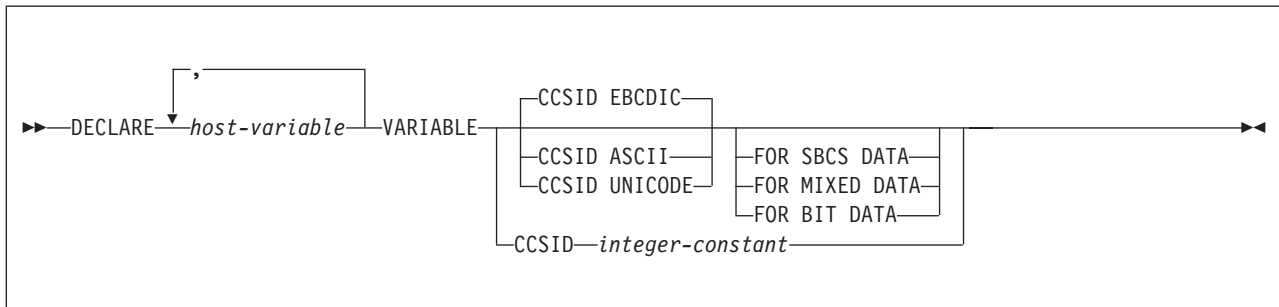 ,
CCSID EBCDIC
DECLARE host-variable VARIABLE
CCSID ASCII
CCSID UNICODE
FOR SBCS DATA
FOR MIXED DATA
FOR BIT DATA
CCSID integer-constant